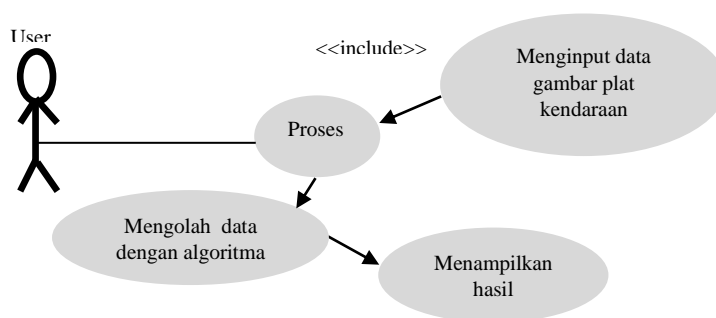 User
<<include>>
Menginput data
gambar plat
kendaraan
Proses
Mengolah data
dengan algoritma
Menampilkan
hasil